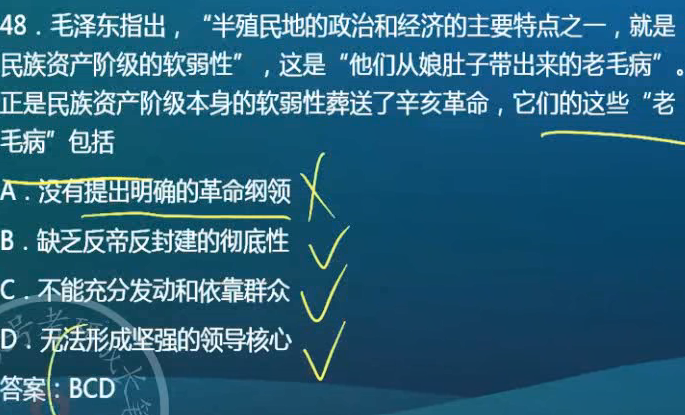 48．毛泽东指出，“半殖民地的政治和经济的主要特点之一，就是
民族资产阶级的软弱性”，这是“他们从娘肚子带出来的老毛病”。
正是民族资产阶级本身的软弱性葬送了辛亥革命，它们的这些“老
毛病”包括
A．没有提出明确的革命纲领
B．缺乏反帝反封建的彻底性
C．不能充分发动和依靠群众
D．无法形成坚强的领导核心
答案：BCD